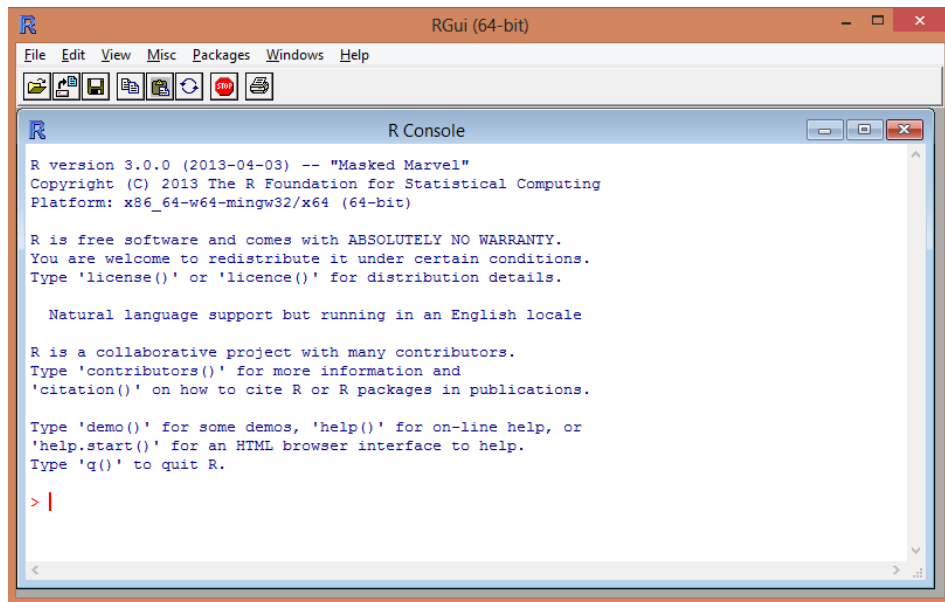 RGui (64-bit)
File Edit View Misc Packages Windows Help
STOP
R Console
R version 3.0.0 (2013-04-03) -- "Masked Marvel"
Copyright (C) 2013 The R Foundation for Statistical Computing
Platform: x86_64-w64-mingw32/x64 (64-bit)
R is free software and comes with ABSOLUTELY NO WARRANTY.
You are welcome to redistribute it under certain conditions.
Type 'license()' or 'licence()' for distribution details.
Natural language support but running in an English locale
R is a collaborative project with many contributors.
Type 'contributors()' for more information and
'citation()' on how to cite R or R packages in publications.
Type 'demo()' for some demos, 'help()' for on-line help, or
'help.start()' for an HTML browser interface to help.
Type 'q()' to quit R.
>